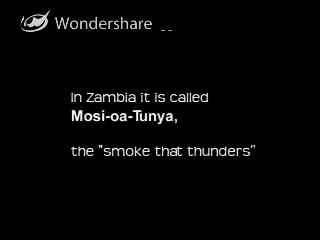 Wondershare
In Zambia it is called
Mosi-oa-Tunya,
the "smoke that thunders"